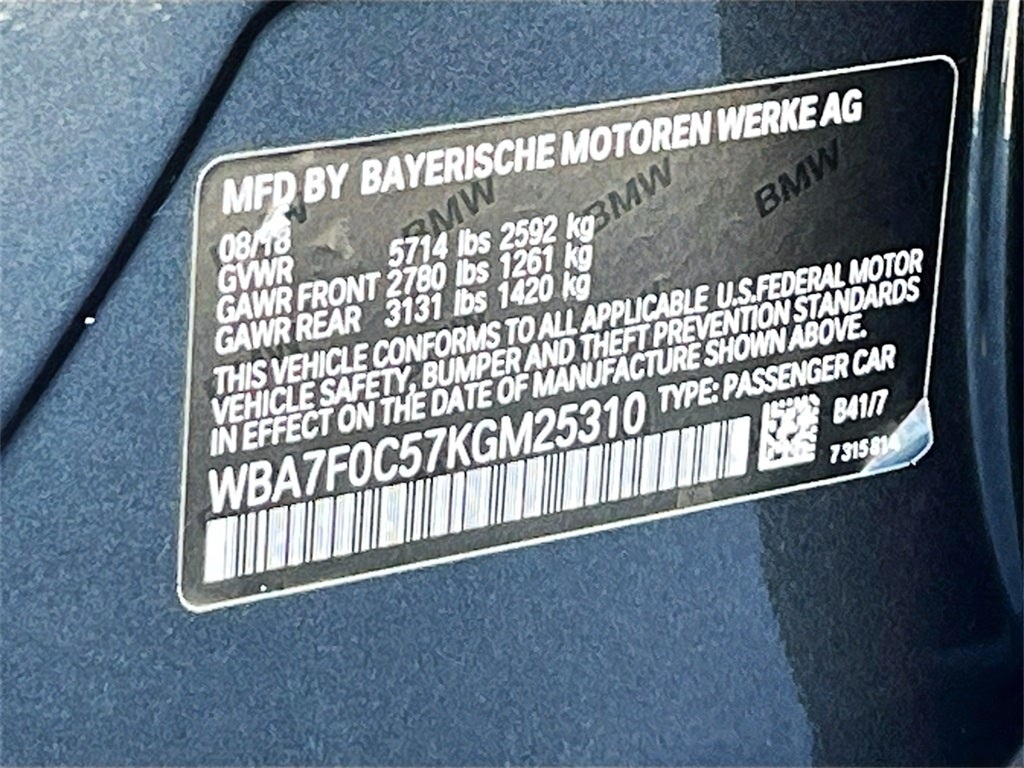 MFD BY BAYERISCHE MOTOREN WERKE AG
BMW BMW BMW
08/18
GVWR 5714 lbs 2592 kg
GAWR FRONT 2780 lbs 1261 kg
GAWR REAR 3131 lbs 1420 kg
THIS VEHICLE CONFORMS TO ALL APPLICABLE U.S.FEDERAL MOTOR
VEHICLE SAFETY, BUMPER AND THEFT PREVENTION STANDARDS
IN EFFECT ON THE DATE OF MANUFACTURE SHOWN ABOVE.
WBA7F0C57KGM25310 TYPE: PASSENGER CAR
B41/7
7315814